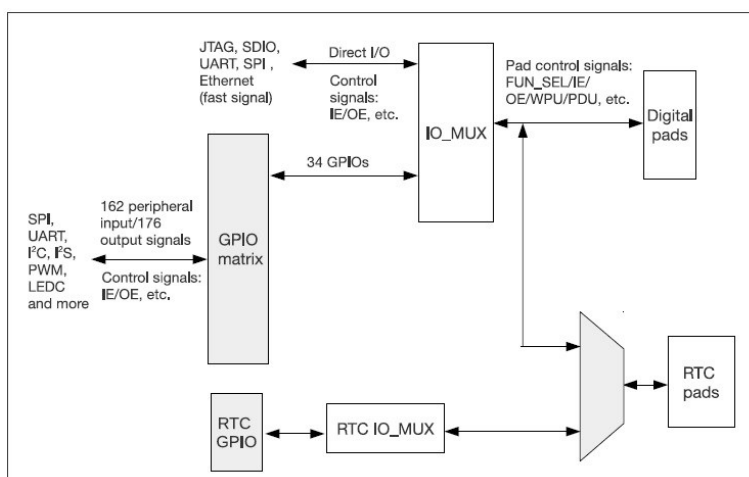 JTAG, SDIO,
UART, SPI ,
Ethernet
(fast signal)
Direct I/O
Control
signals:
IE/OE, etc.
IO_MUX
Pad control signals:
FUN_SEL/IE/
OE/WPU/PDU, etc.
Digital
pads
34 GPIOs
SPI,
UART,
I²C, I²S,
PWM,
LEDC
and more
162 peripheral
input/176
output signals
Control signals:
IE/OE, etc.
GPIO
matrix
RTC
pads
RTC
GPIO
RTC IO_MUX